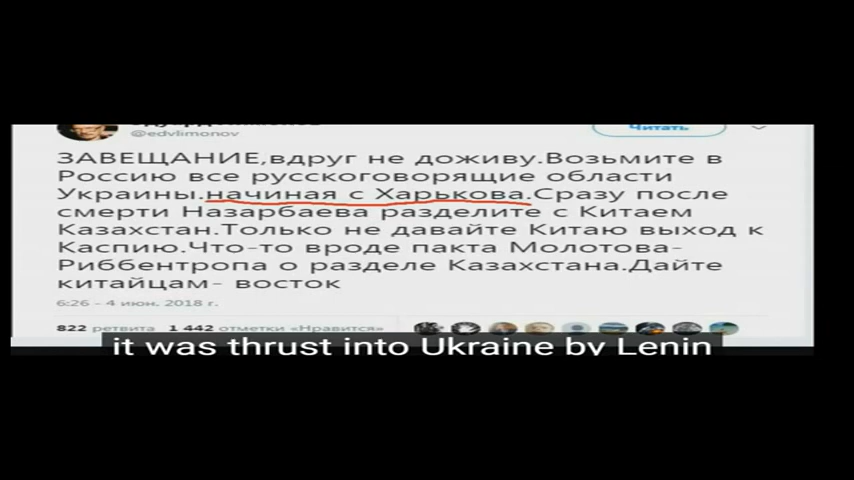 @edvlimonov
Читать
ЗАВЕЩАНИЕ,вдруг не доживу.Возьмите в
Россию все русскоговорящие области
Украины.начиная с Харькова.Сразу после
смерти Назарбаева разделите с Китаем
Казахстан.Только не давайте Китаю выход к
Каспию.Что-то вроде пакта Молотова-
Риббентропа о разделе Казахстана.Дайте
китайцам- восток
6:26 - 4 июн. 2018 г.
822 ретвита 1 442 отметки «Нравится»
it was thrust into Ukraine by Lenin